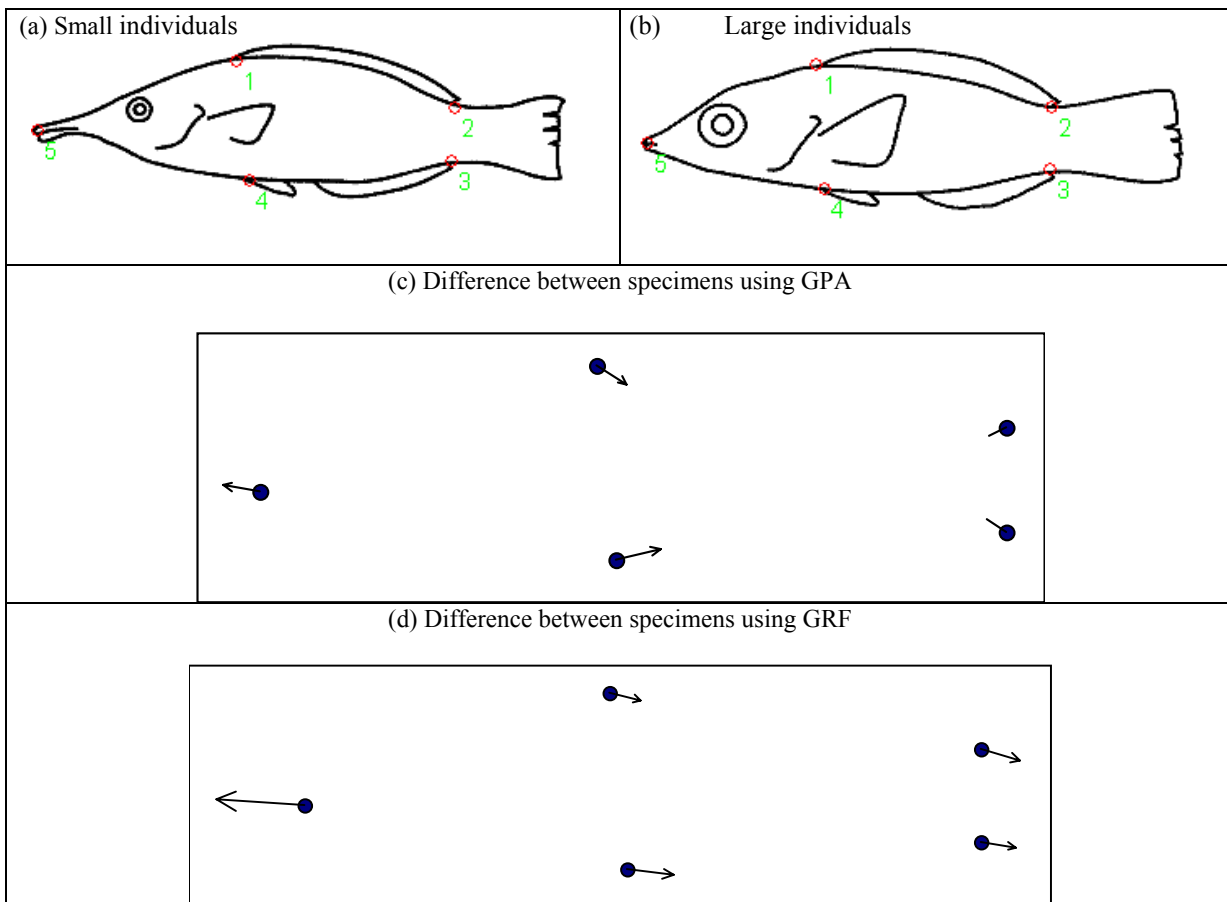 (a) Small individuals
(b) Large individuals
1
2
3
4
5
1
2
3
4
5
(c) Difference between specimens using GPA
(d) Difference between specimens using GRF